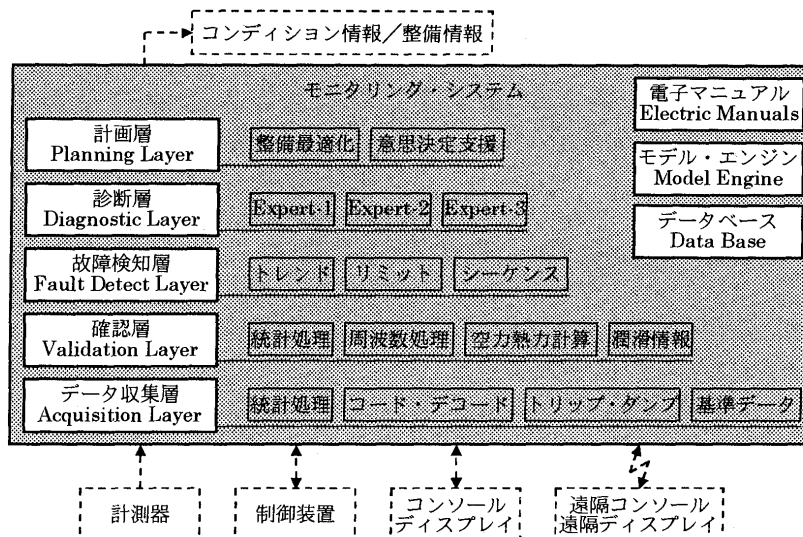 コンディション情報／整備情報
モニタリング・システム
電子マニュアル
Electric Manuals
計画層
Planning Layer
整備最適化 意思決定支援
モデル・エンジン
Model Engine
診断層
Diagnostic Layer
Expert-1 Expert-2 Expert-3
データベース
Data Base
故障検知層
Fault Detect Layer
トレンド リミット シーケンス
確認層
Validation Layer
統計処理 周波数処理 空力熱力計算 潤滑情報
データ収集層
Acquisition Layer
統計処理 コード・デコード トリップ・ダンプ 基準データ
計測器
制御装置
コンソール
ディスプレイ
遠隔コンソール
遠隔ディスプレイ